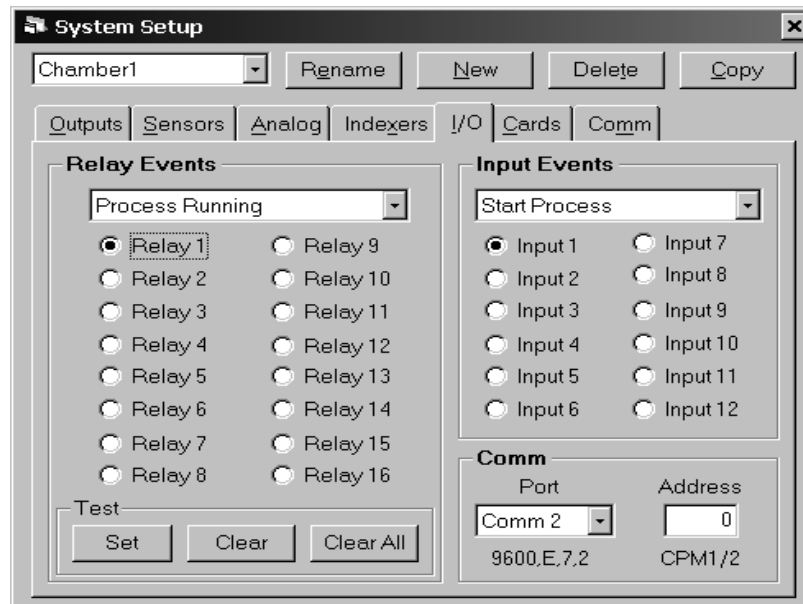 System Setup
Chamber1
Rename
New
Delete
Copy
Outputs
Sensors
Analog
Indexers
I/O
Cards
Comm
Relay Events
Process Running
Relay 1
Relay 2
Relay 3
Relay 4
Relay 5
Relay 6
Relay 7
Relay 8
Relay 9
Relay 10
Relay 11
Relay 12
Relay 13
Relay 14
Relay 15
Relay 16
Test
Set
Clear
Clear All
Input Events
Start Process
Input 1
Input 2
Input 3
Input 4
Input 5
Input 6
Input 7
Input 8
Input 9
Input 10
Input 11
Input 12
Comm
Port
Address
Comm 2
0
9600,E,7,2
CPM1/2